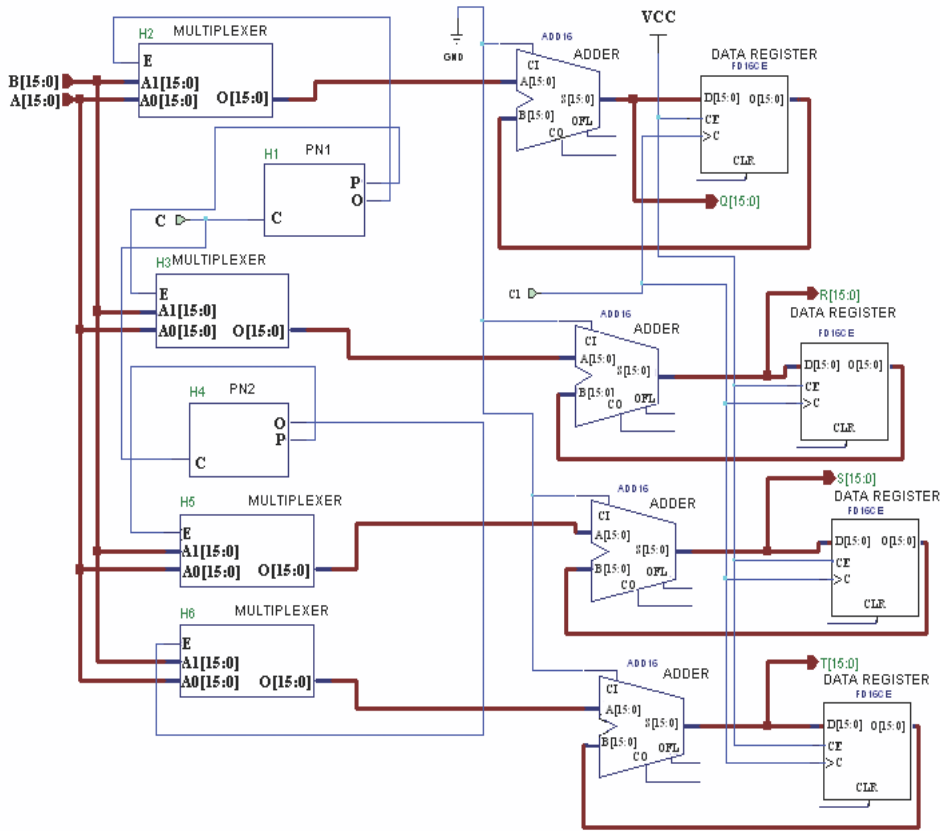 VCC
GND
ADD16
ADDER
CI
A[15:0]
S[15:0]
B[15:0]
OFL
CO
DATA REGISTER
FD16CE
D[15:0] O[15:0]
CE
C
CLR
Q[15:0]
H2 MULTIPLEXER
E
B[15:0] A1[15:0]
A[15:0] A0[15:0] O[15:0]
H1 PN1
P
O
C C
H3 MULTIPLEXER
E
A1[15:0]
A0[15:0] O[15:0]
C1
ADD16
ADDER
CI
A[15:0]
S[15:0]
B[15:0]
OFL
CO
R[15:0]
DATA REGISTER
FD16CE
D[15:0] O[15:0]
CE
C
CLR
H4 PN2
O
P
C
H5 MULTIPLEXER
E
A1[15:0]
A0[15:0] O[15:0]
ADD16
ADDER
CI
A[15:0]
S[15:0]
B[15:0]
OFL
CO
S[15:0]
DATA REGISTER
FD16CE
D[15:0] O[15:0]
CE
C
CLR
H6 MULTIPLEXER
E
A1[15:0]
A0[15:0] O[15:0]
ADD16
ADDER
CI
A[15:0]
S[15:0]
B[15:0]
OFL
CO
T[15:0]
DATA REGISTER
FD16CE
D[15:0] O[15:0]
CE
C
CLR